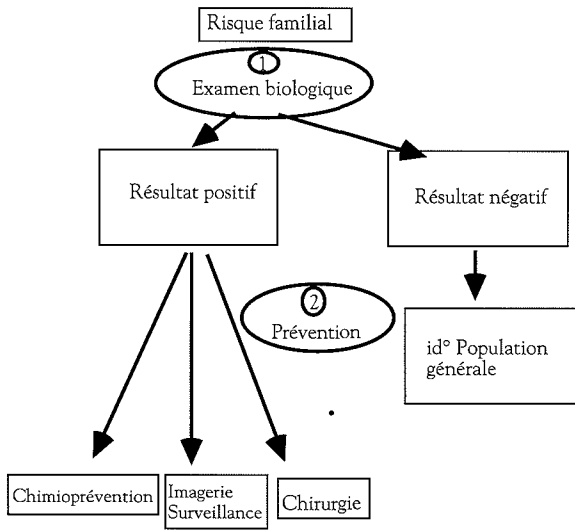 Risque familial
1
Examen biologique
Résultat positif
Résultat négatif
2
Prévention
id° Population
générale
Chimioprévention
Imagerie
Surveillance
Chirurgie